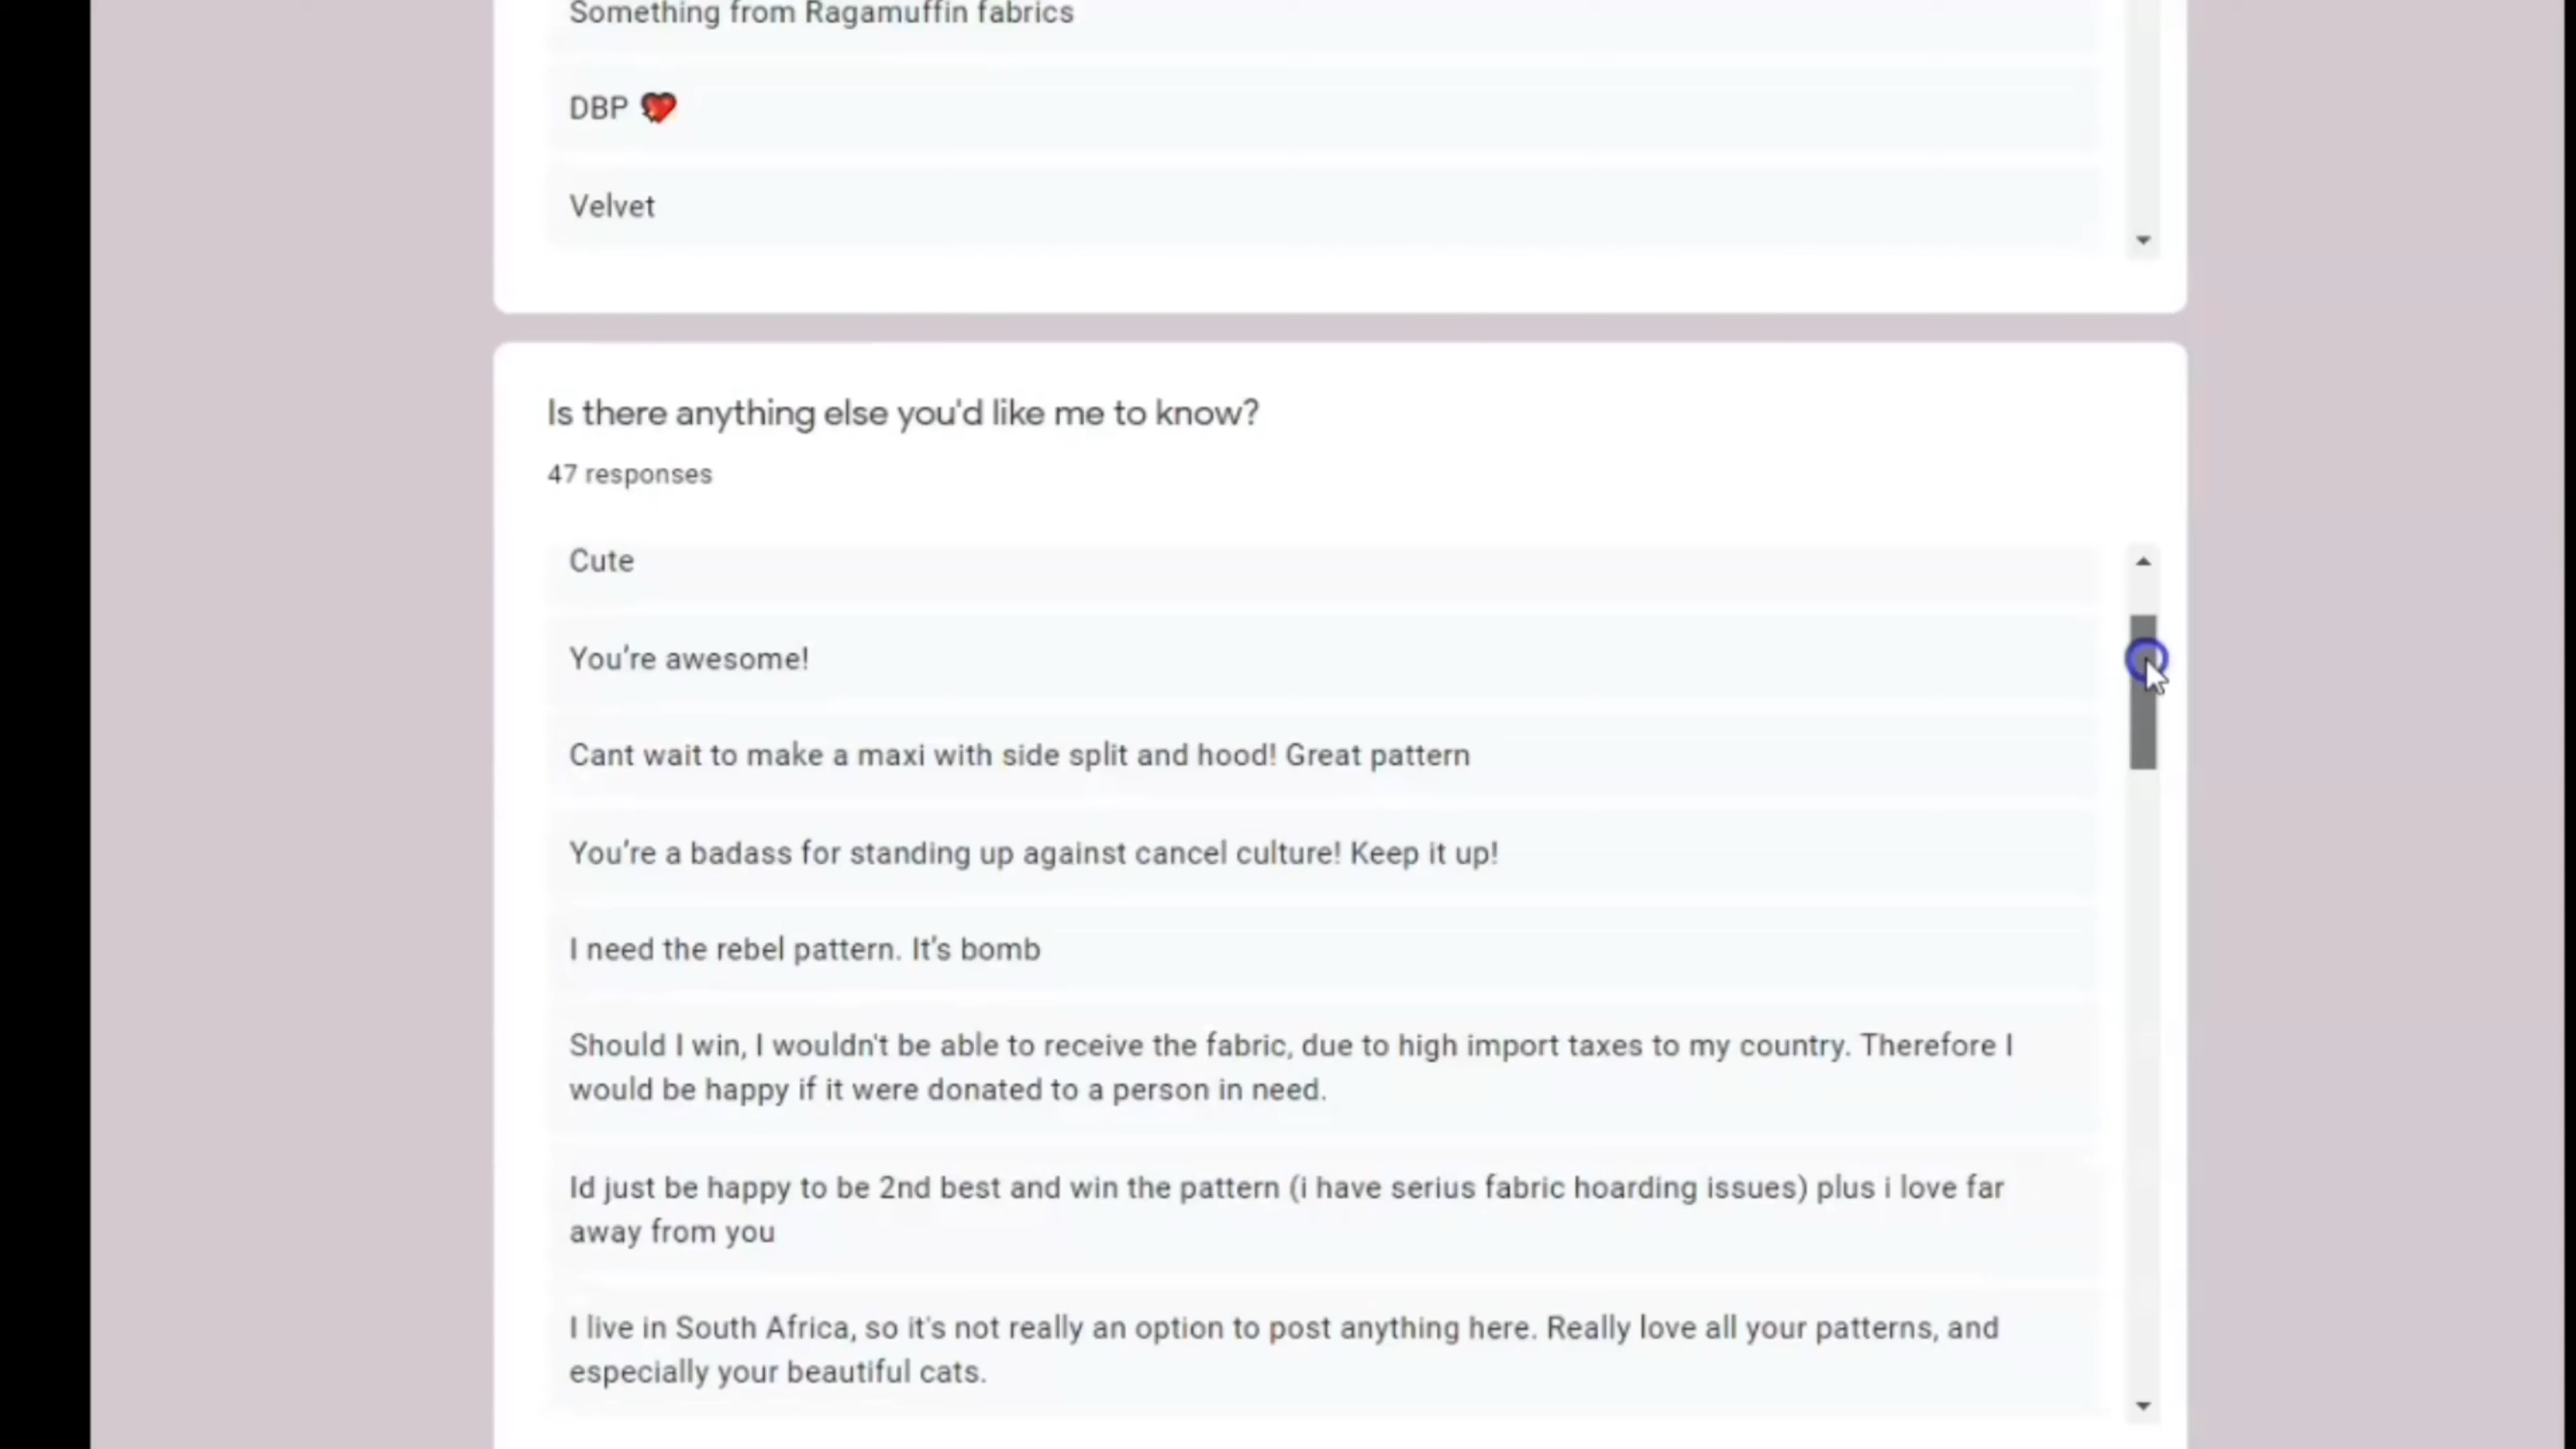 Something from Ragamuffin fabrics
DBP
Velvet
Is there anything else you'd like me to know?
47 responses
Cute
You're awesome!
Cant wait to make a maxi with side split and hood! Great pattern
You're a badass for standing up against cancel culture! Keep it up!
I need the rebel pattern. It's bomb
Should I win, I wouldn't be able to receive the fabric, due to high import taxes to my country. Therefore I
would be happy if it were donated to a person in need.
Id just be happy to be 2nd best and win the pattern (i have serius fabric hoarding issues) plus i love far
away from you
I live in South Africa, so it's not really an option to post anything here. Really love all your patterns, and
especially your beautiful cats.